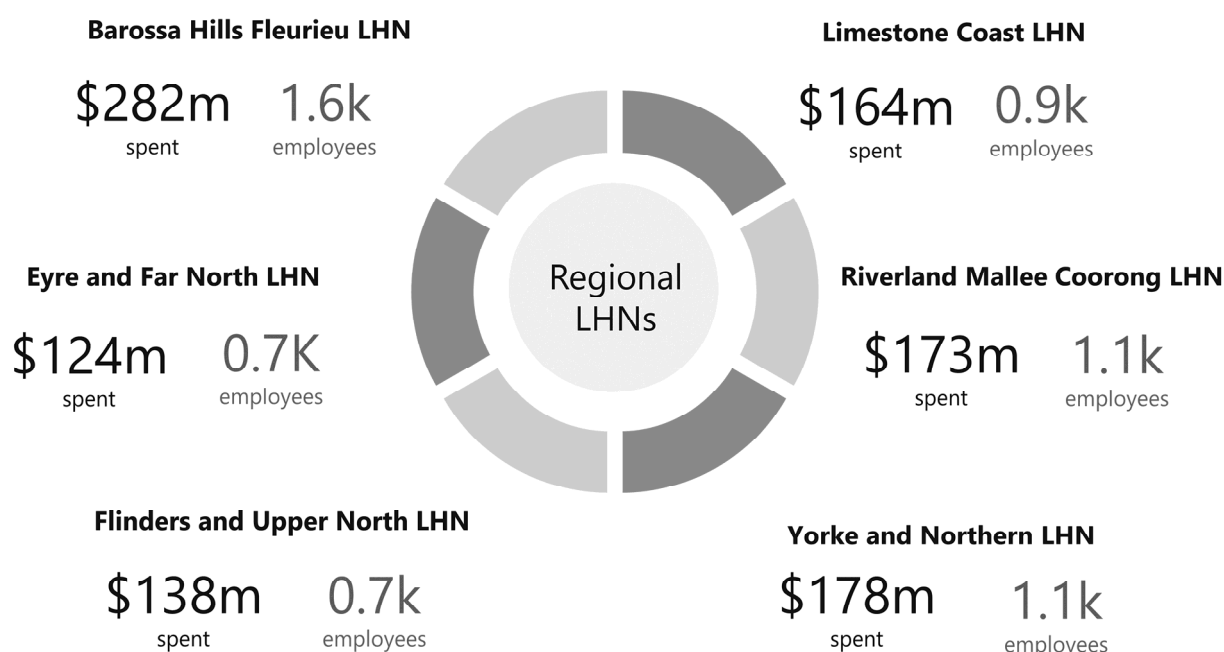 Barossa Hills Fleurieu LHN
$282m 1.6k
spent employees
Limestone Coast LHN
$164m 0.9k
spent employees
Eyre and Far North LHN
$124m 0.7K
spent employees
Regional
LHNs
Riverland Mallee Coorong LHN
$173m 1.1k
spent employees
Flinders and Upper North LHN
$138m 0.7k
spent employees
Yorke and Northern LHN
$178m 1.1k
spent employees